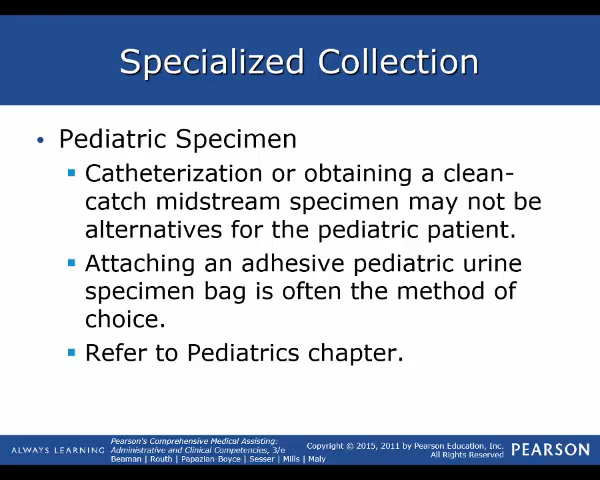 Specialized Collection
• Pediatric Specimen
▪ Catheterization or obtaining a clean-
catch midstream specimen may not be
alternatives for the pediatric patient.
▪ Attaching an adhesive pediatric urine
specimen bag is often the method of
choice.
▪ Refer to Pediatrics chapter.
ALWAYS LEARNING
Pearson's Comprehensive Medical Assisting:
Administrative and Clinical Competencies, 3/e
Beaman | Routh | Papazian-Boyce | Sesser | Mills | Maly
Copyright © 2015, 2011 by Pearson Education, Inc.
All Rights Reserved
PEARSON